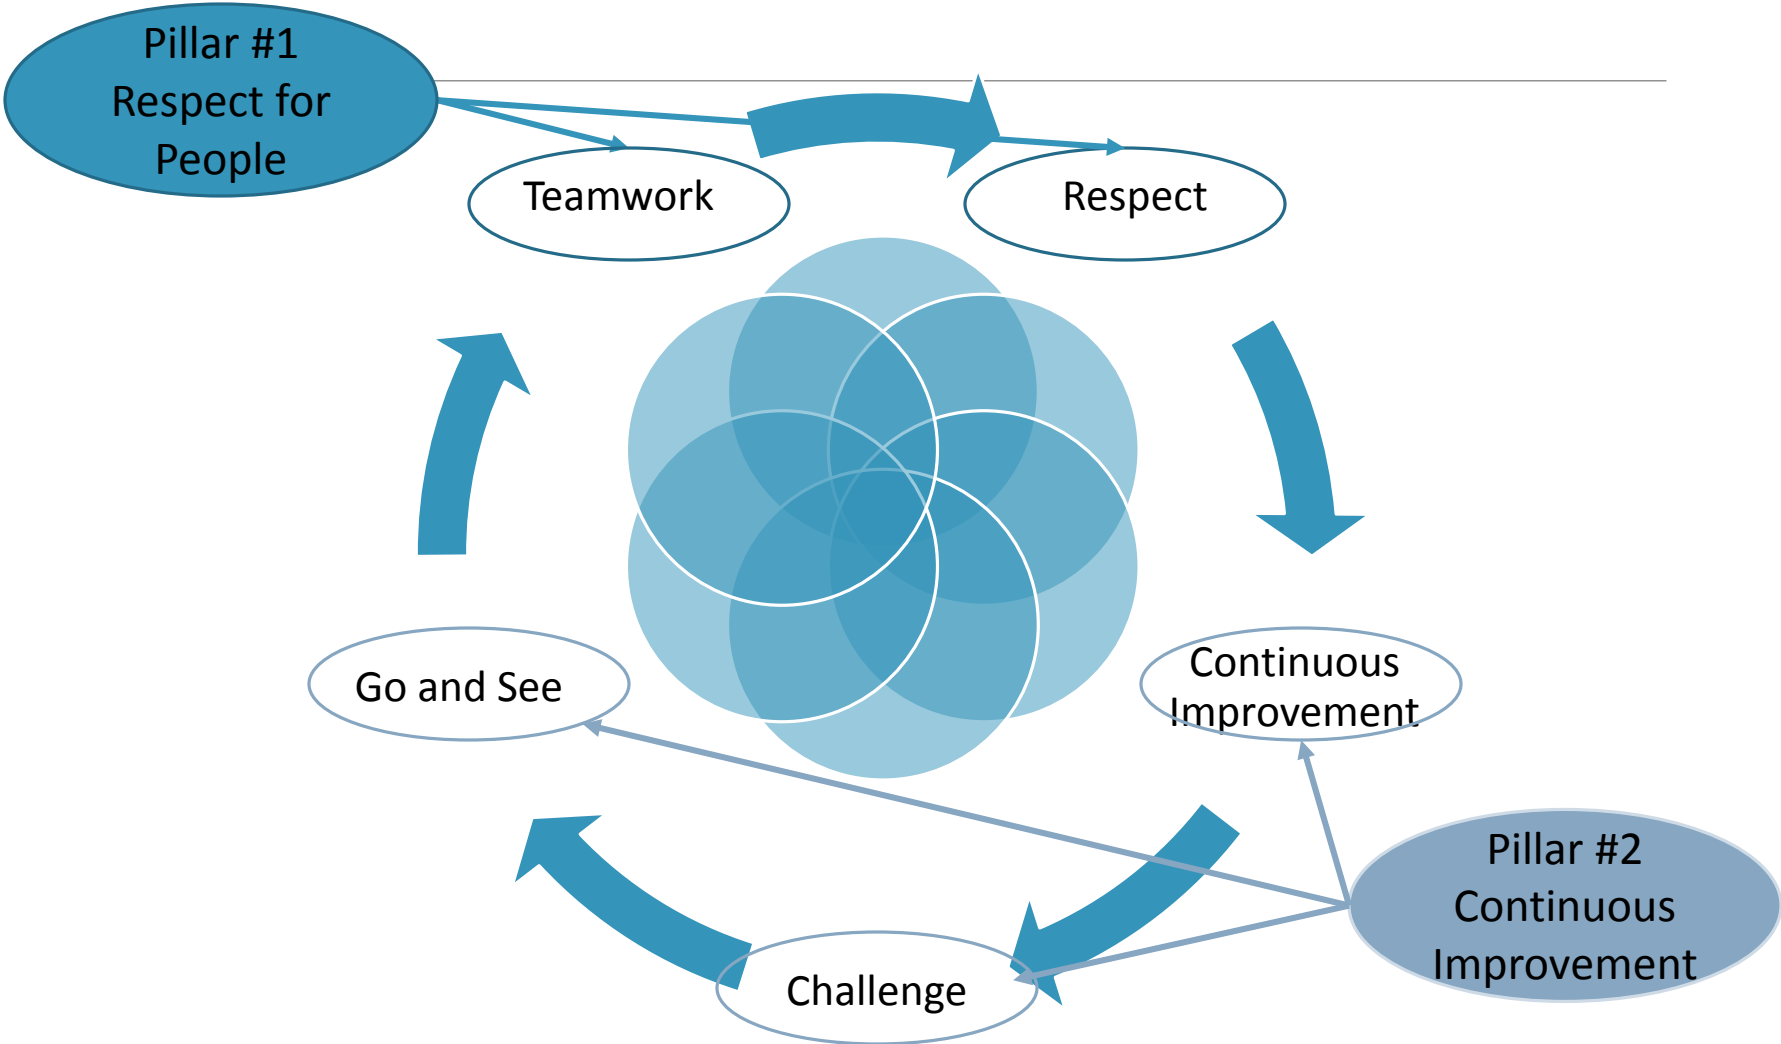 Pillar #1
Respect for
People
Teamwork
Respect
Go and See
Continuous
Improvement
Challenge
Pillar #2
Continuous
Improvement